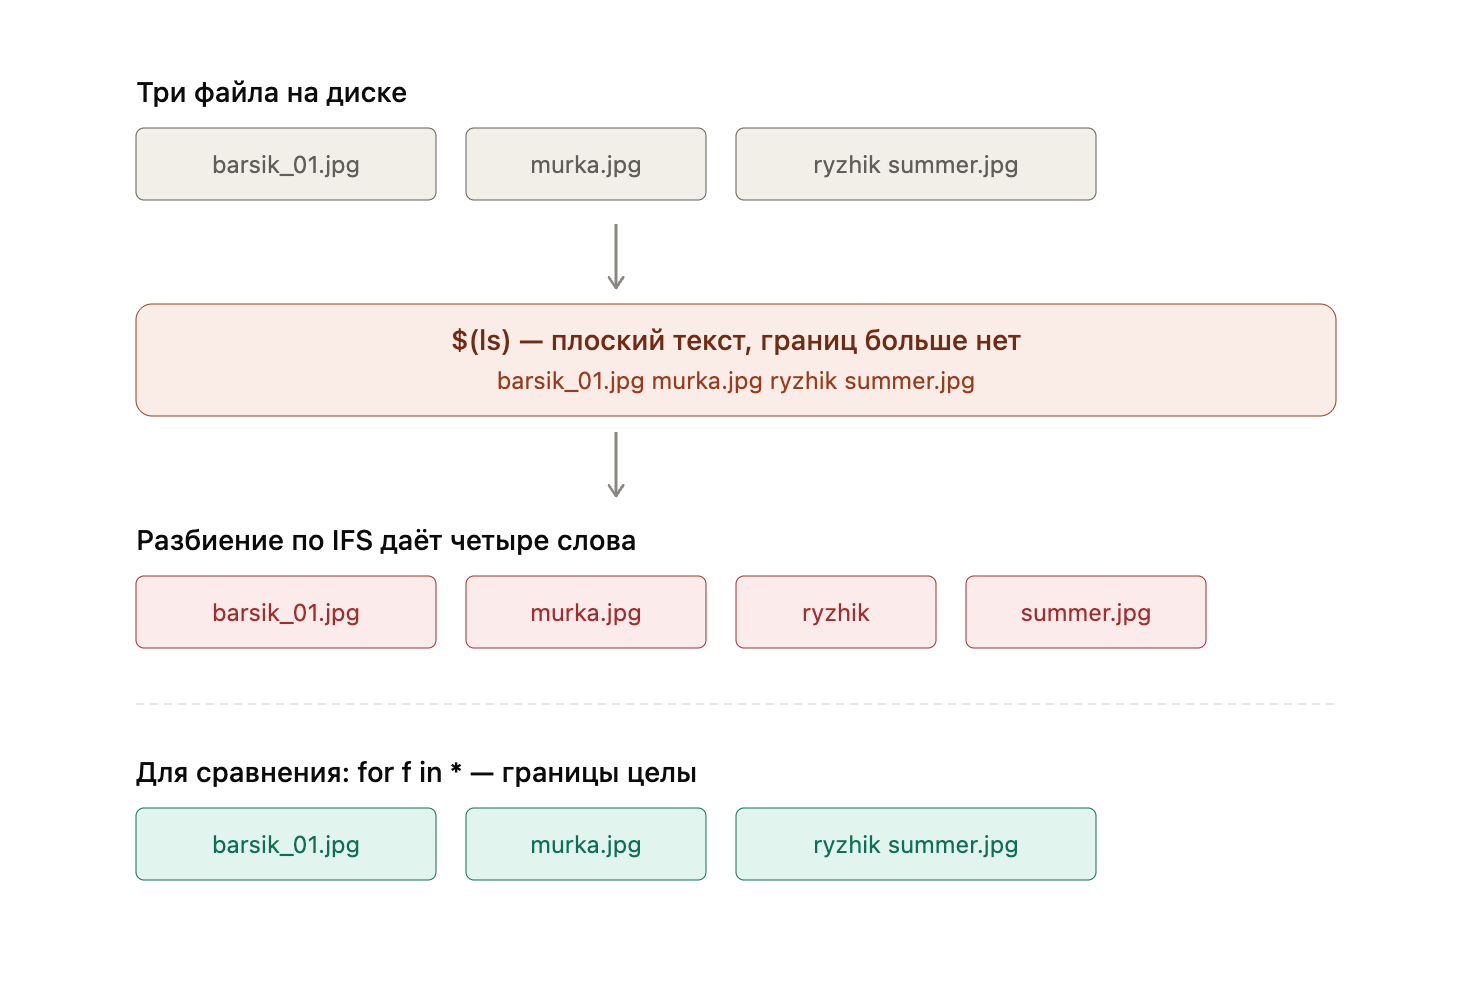 Три файла на диске
barsik_01.jpg murka.jpg ryzhik summer.jpg
$(ls) — плоский текст, границ больше нет
barsik_01.jpg murka.jpg ryzhik summer.jpg
Разбиение по IFS даёт четыре слова
barsik_01.jpg murka.jpg ryzhik summer.jpg
Для сравнения: for f in * — границы целы
barsik_01.jpg murka.jpg ryzhik summer.jpg